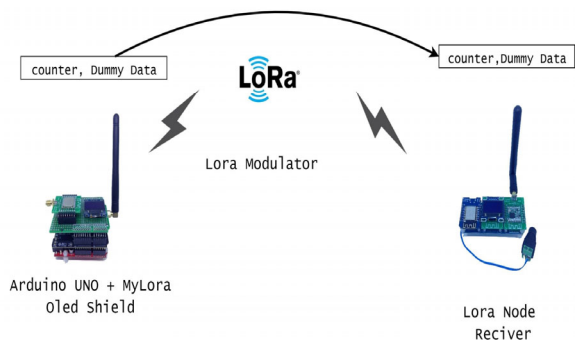 counter, Dummy Data
counter,Dummy Data
LoRa
Lora Modulator
Arduino UNO + MyLora
Oled Shield
Lora Node
Reciver